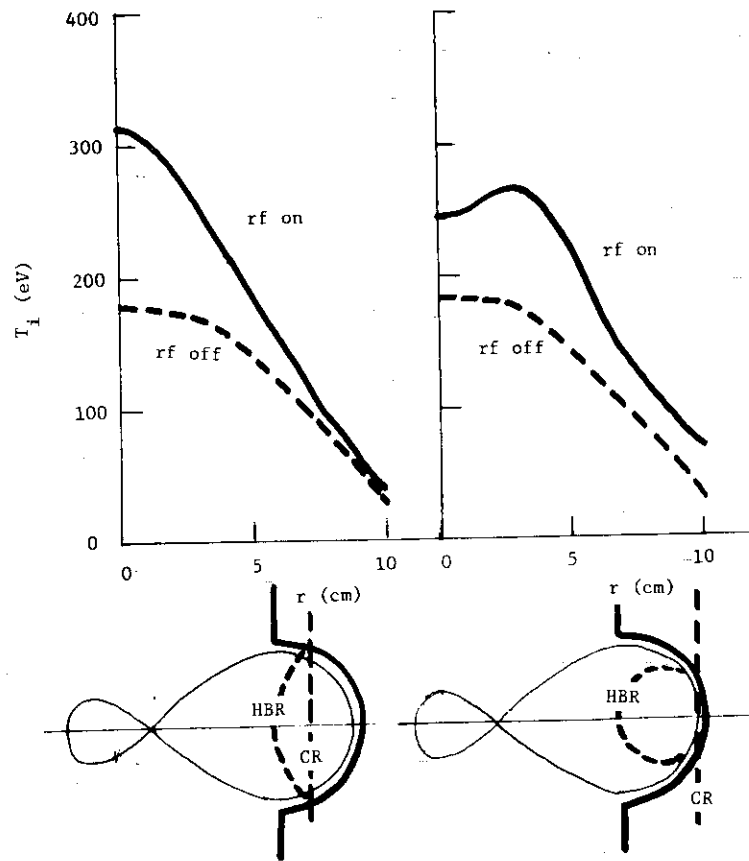 400
300
200
100
0
T_i (eV)
rf on
rf off
0 5 10
r (cm)
rf on
rf off
0 5 10
r (cm)
HBR
CR
HBR
CR